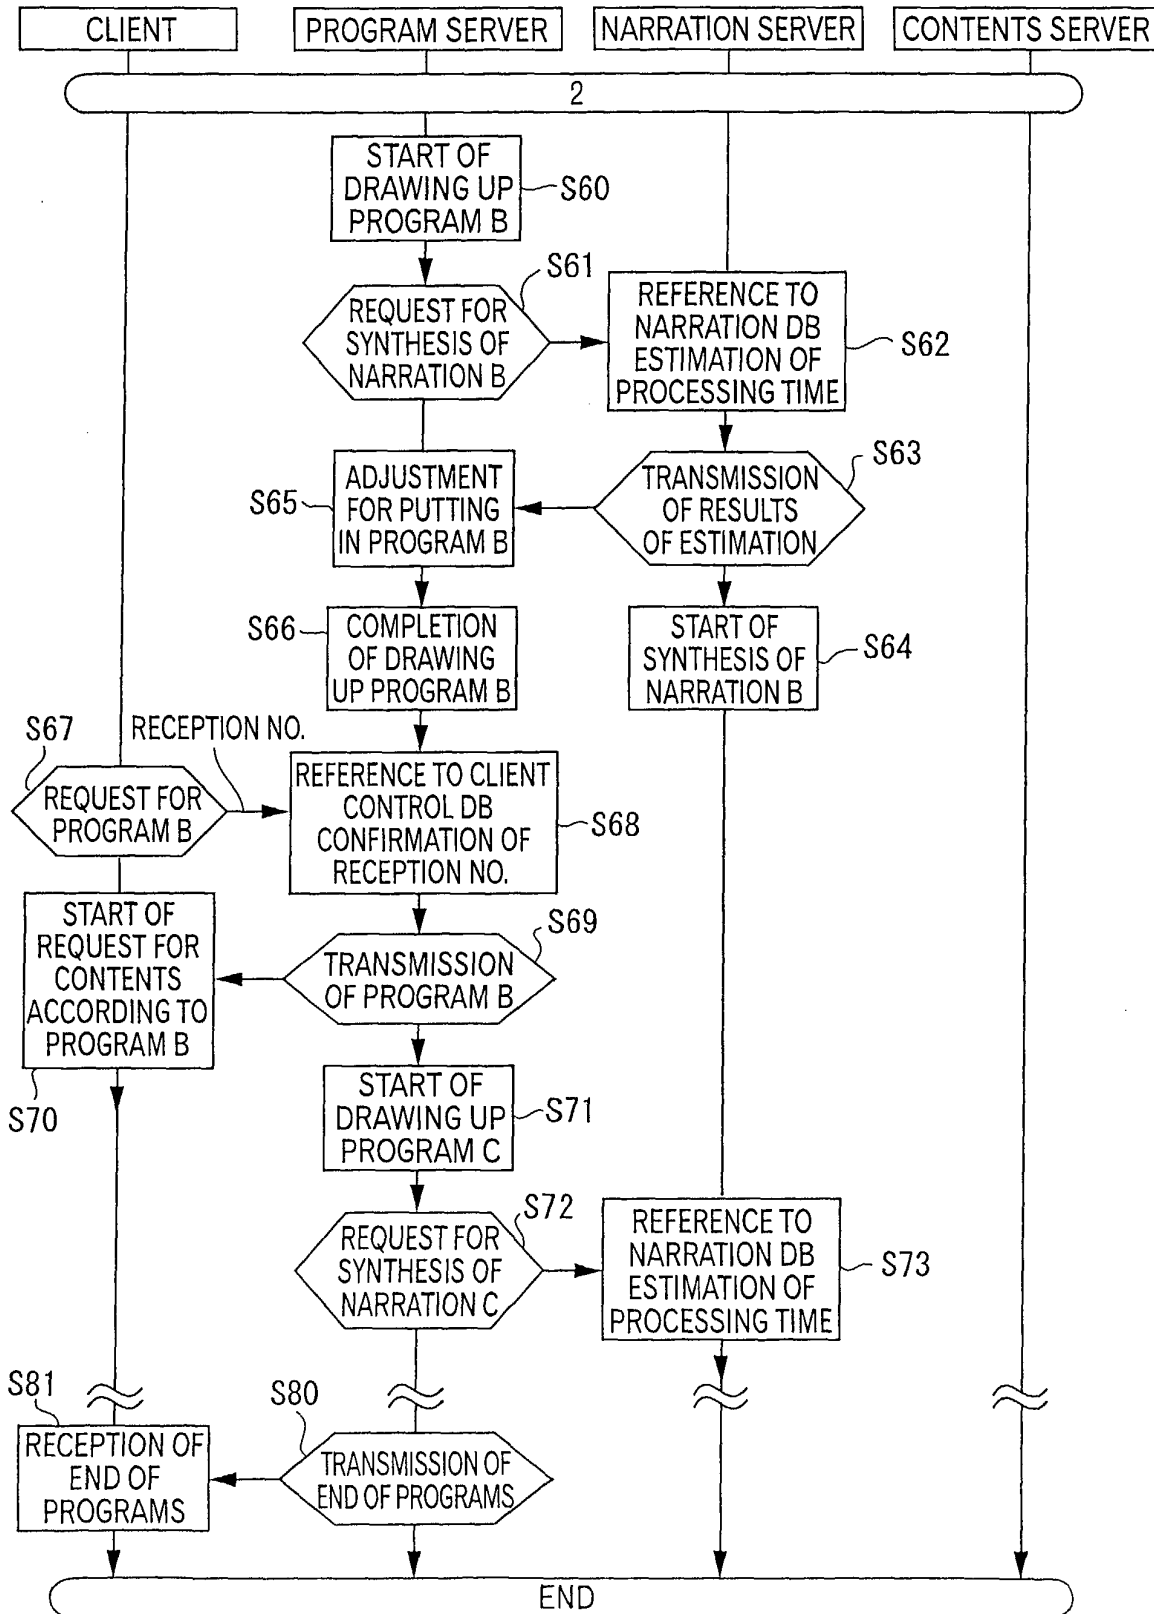 CLIENT
PROGRAM SERVER
NARRATION SERVER
CONTENTS SERVER
2
START OF
DRAWING UP
PROGRAM B
S60
REQUEST FOR
SYNTHESIS OF
NARRATION B
S61
REFERENCE TO
NARRATION DB
ESTIMATION OF
PROCESSING TIME
S62
TRANSMISSION
OF RESULTS
OF ESTIMATION
S63
S65
ADJUSTMENT
FOR PUTTING
IN PROGRAM B
S66
COMPLETION
OF DRAWING
UP PROGRAM B
START OF
SYNTHESIS OF
NARRATION B
S64
S67
RECEPTION NO.
REQUEST FOR
PROGRAM B
REFERENCE TO CLIENT
CONTROL DB
CONFIRMATION OF
RECEPTION NO.
S68
START OF
REQUEST FOR
CONTENTS
ACCORDING TO
PROGRAM B
S70
TRANSMISSION
OF PROGRAM B
S69
START OF
DRAWING UP
PROGRAM C
S71
REQUEST FOR
SYNTHESIS OF
NARRATION C
S72
REFERENCE TO
NARRATION DB
ESTIMATION OF
PROCESSING TIME
S73
S81
RECEPTION OF
END OF
PROGRAMS
S80
TRANSMISSION OF
END OF PROGRAMS
END